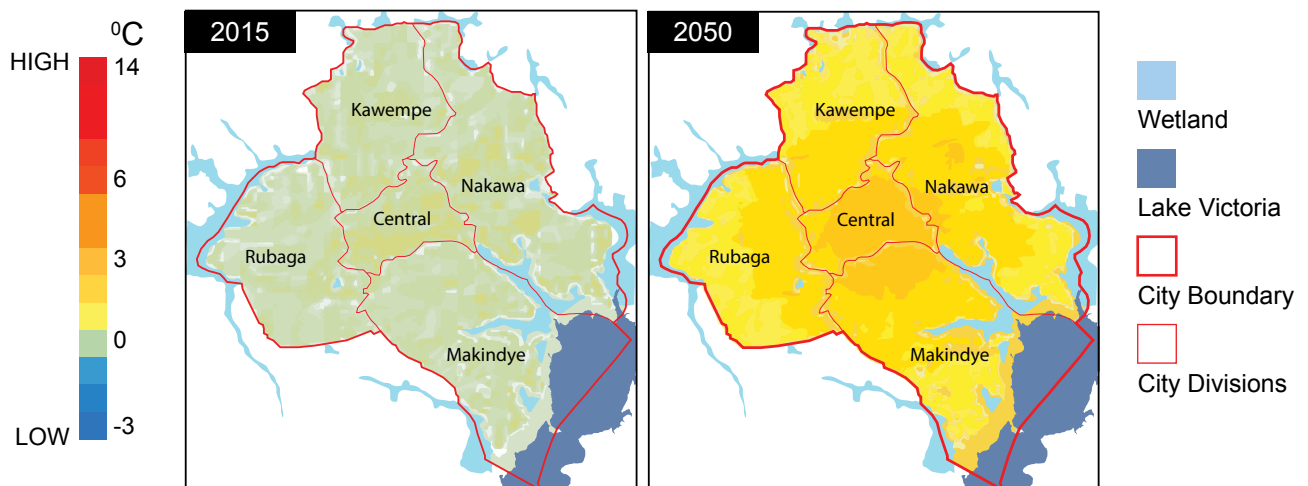 ⁰C
HIGH
14
6
3
0
-3
LOW
2015
Kawempe
Nakawa
Central
Rubaga
Makindye
2050
Kawempe
Nakawa
Central
Rubaga
Makindye
Wetland
Lake Victoria
City Boundary
City Divisions